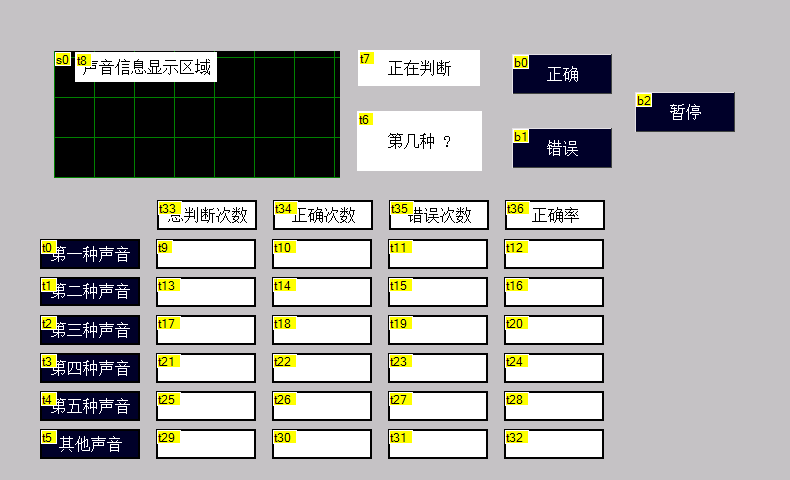 s0 t8 声音信息显示区域
t7 正在判断
b0 正确
b2 暂停
t6 第几种 ？
b1 错误
t33 总判断次数 t34 正确次数 t35 错误次数 t36 正确率
t0 第一种声音 t9 t10 t11 t12
t1 第二种声音 t13 t14 t15 t16
t2 第三种声音 t17 t18 t19 t20
t3 第四种声音 t21 t22 t23 t24
t4 第五种声音 t25 t26 t27 t28
t5 其他声音 t29 t30 t31 t32